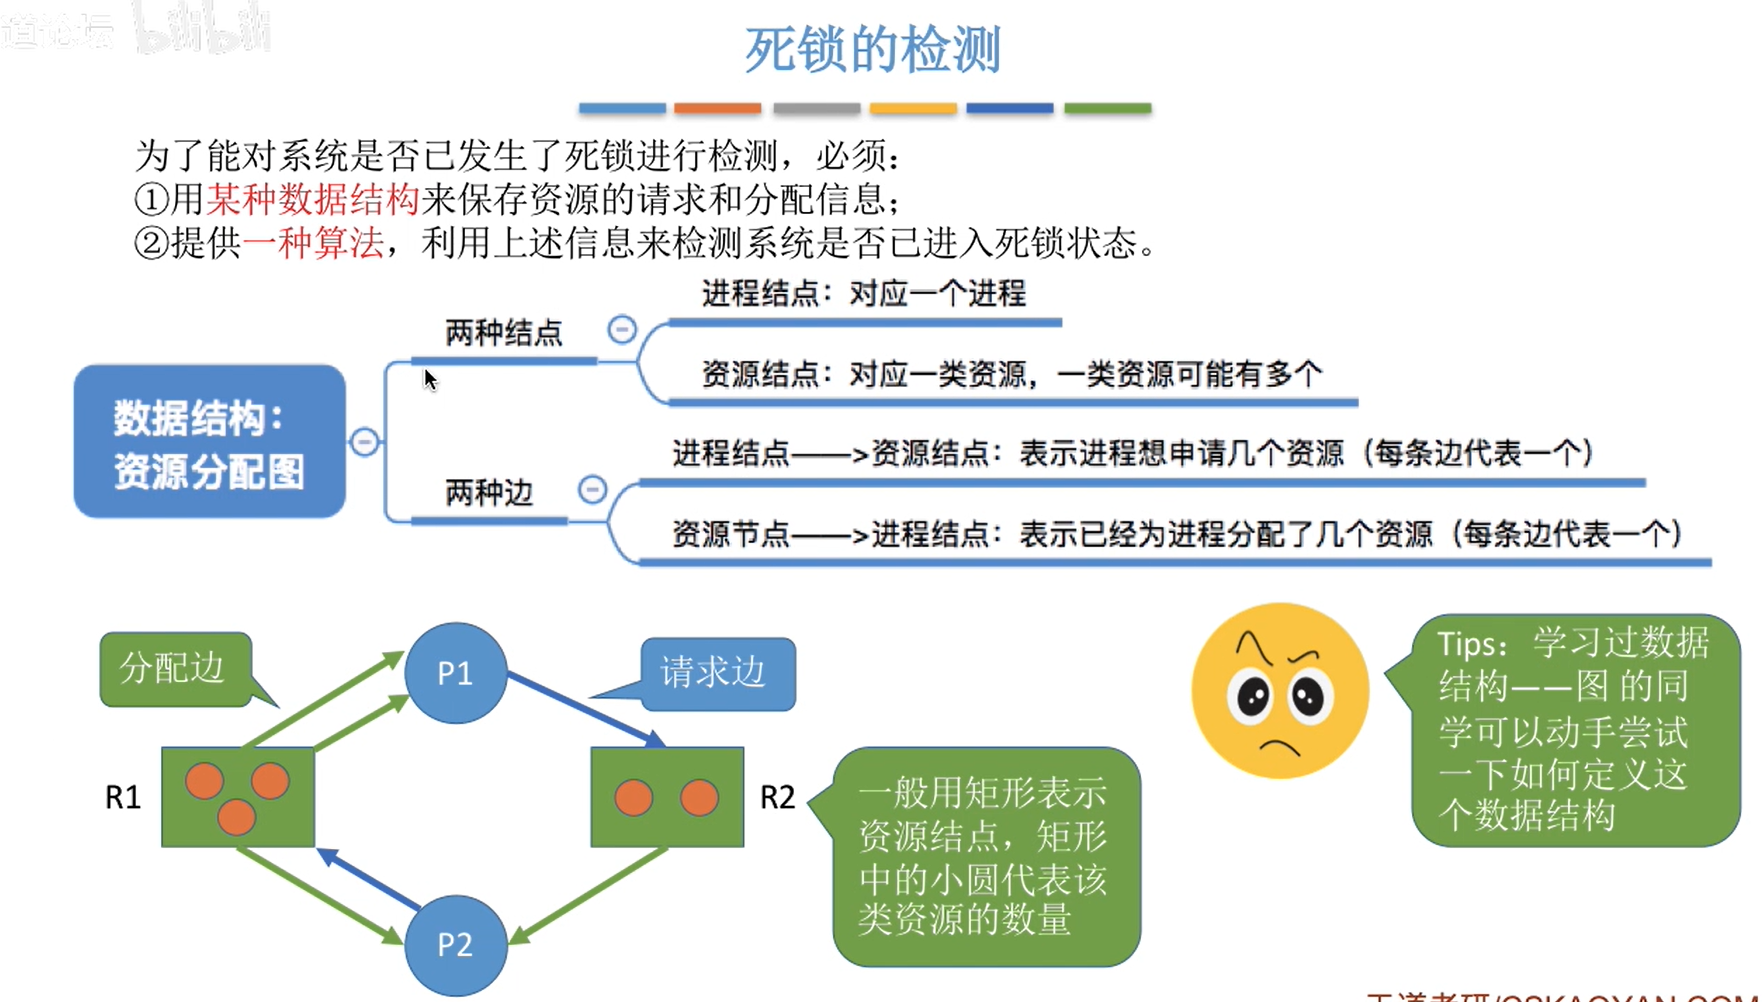 道论坛 bilibili
死锁的检测
为了能对系统是否已发生了死锁进行检测，必须：
①用某种数据结构来保存资源的请求和分配信息；
②提供一种算法，利用上述信息来检测系统是否已进入死锁状态。
进程结点：对应一个进程
两种结点
资源结点：对应一类资源，一类资源可能有多个
数据结构：
资源分配图
进程结点——>资源结点：表示进程想申请几个资源（每条边代表一个）
两种边
资源节点——>进程结点：表示已经为进程分配了几个资源（每条边代表一个）
分配边
P1
请求边
Tips：学习过数据
结构——图 的同
学可以动手尝试
一下如何定义这
个数据结构
R1
R2
一般用矩形表示
资源结点，矩形
中的小圆代表该
类资源的数量
P2